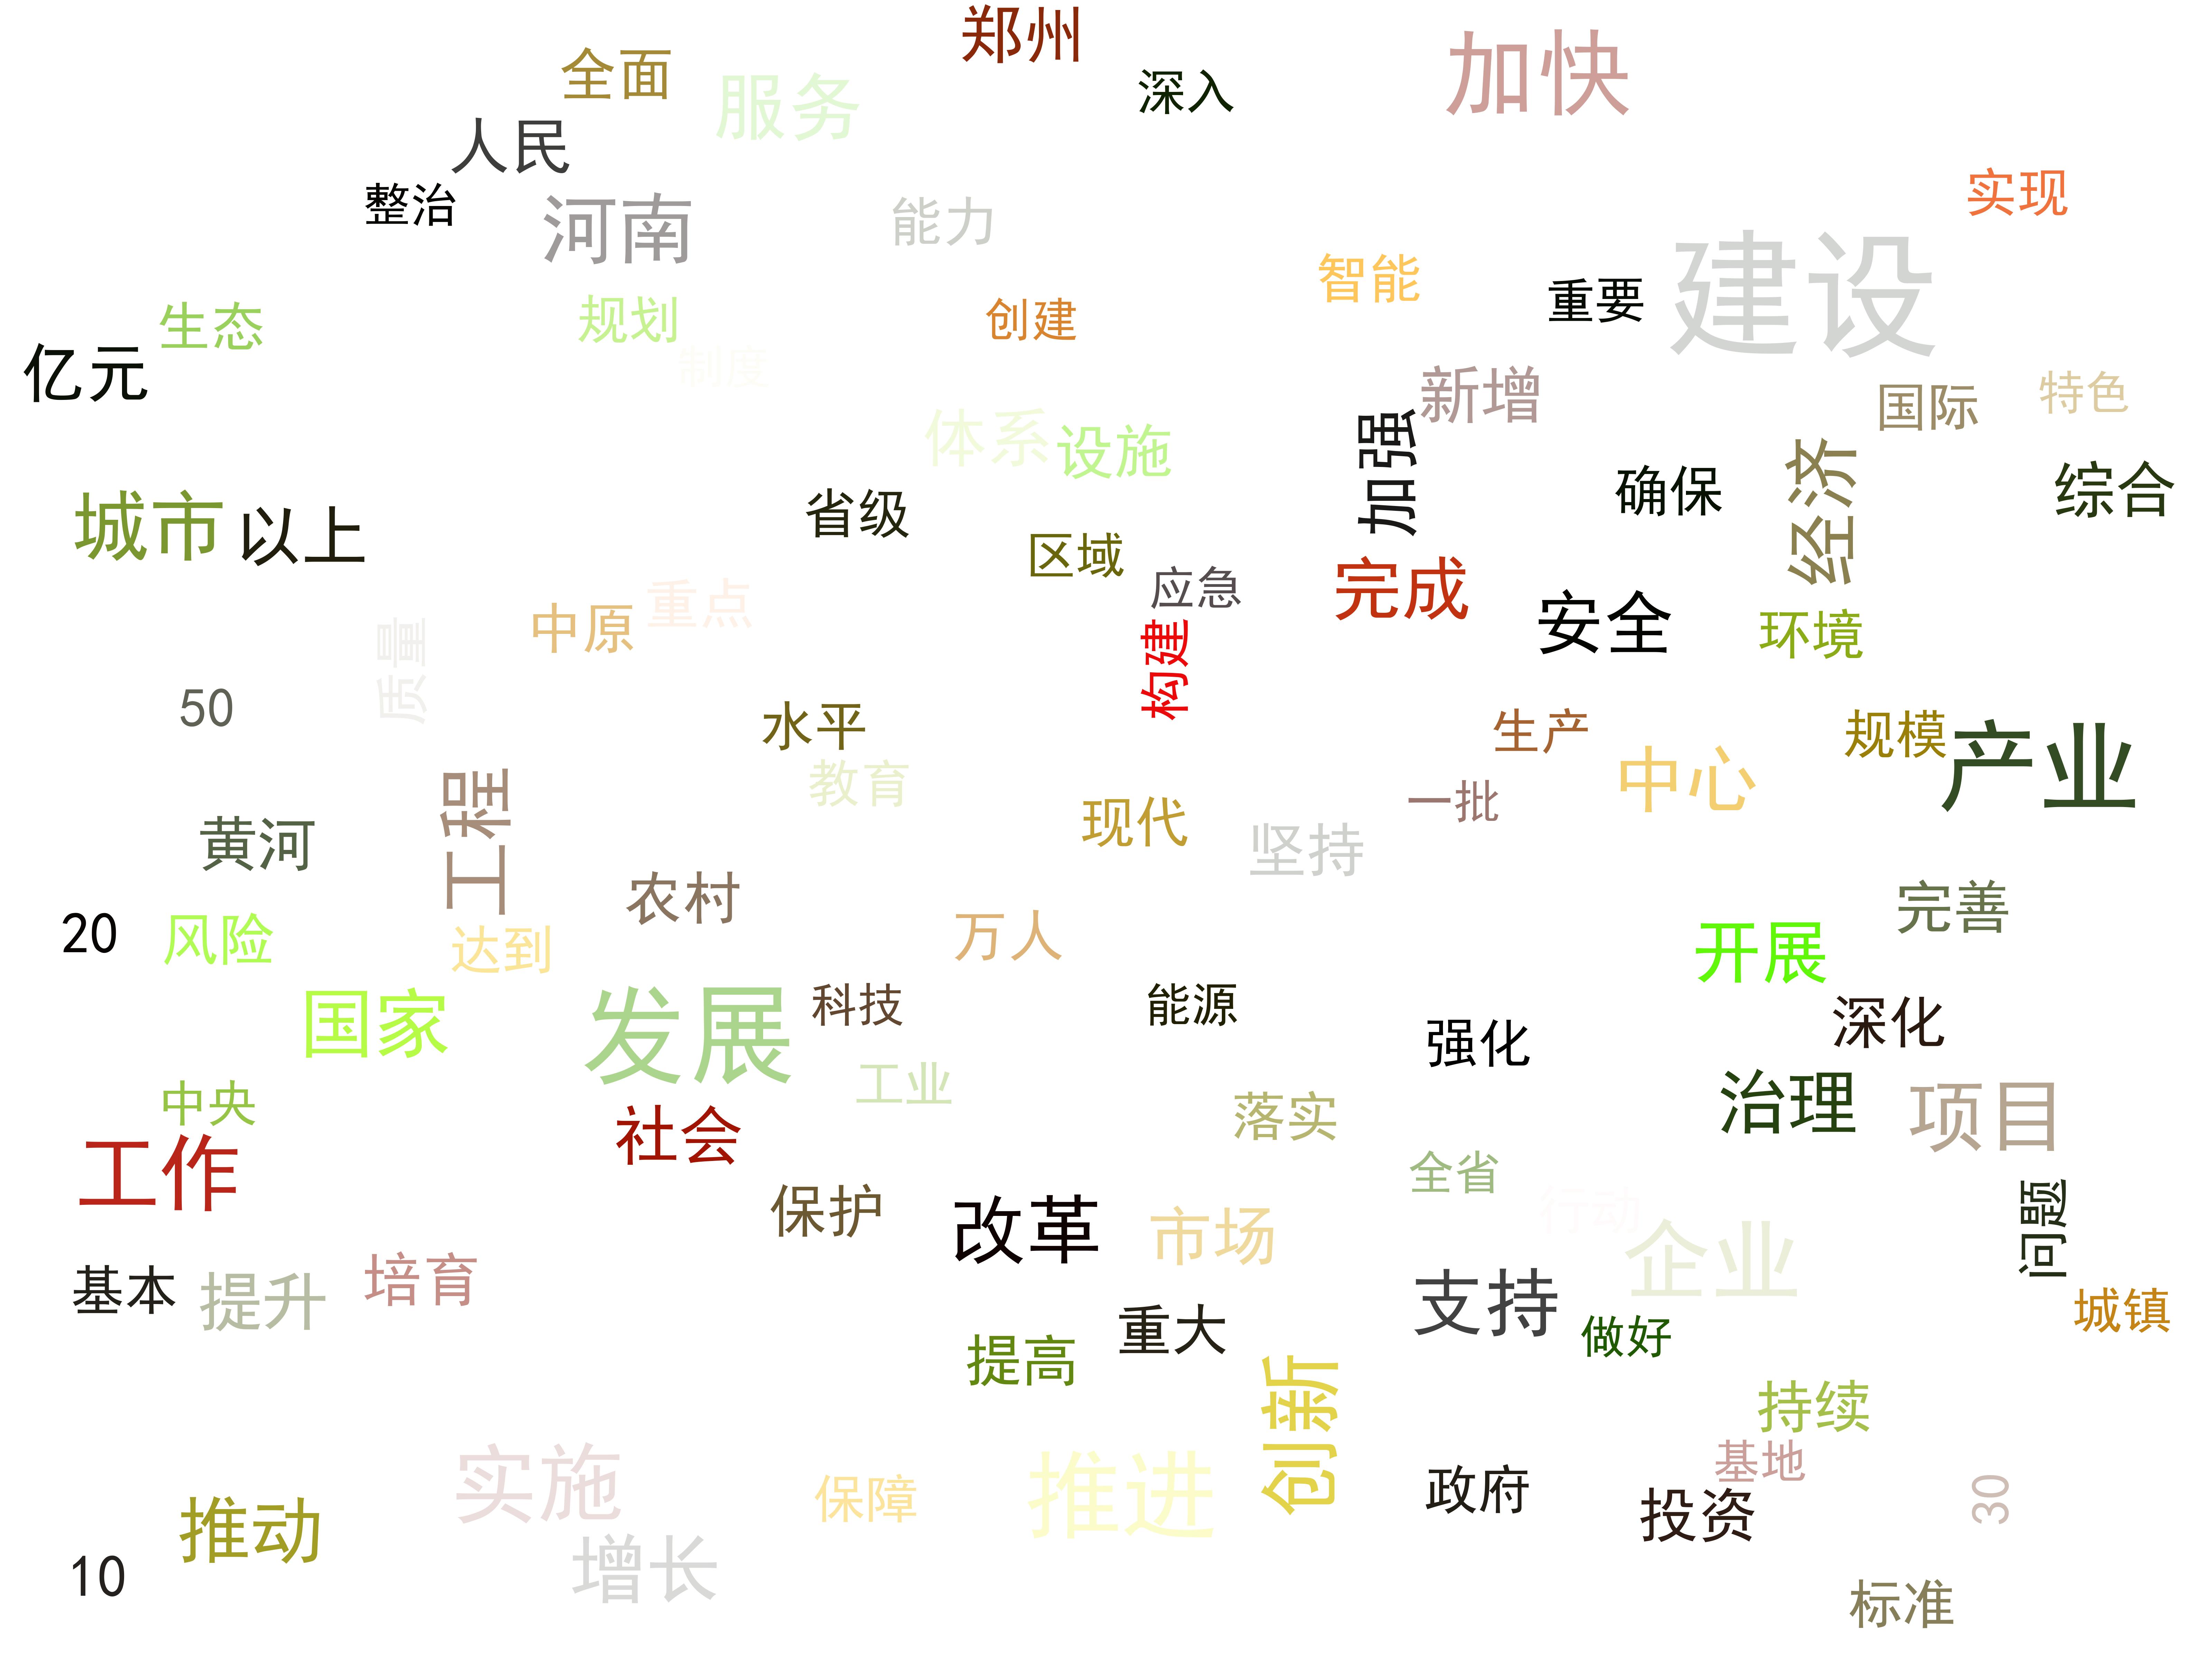 郑州
加快
全面
服务
深入
人民
整治
河南
能力
实现
建设
智能
重要
生态
规划
创建
亿元
制度
新增
国际
特色
体系
设施
加强
经济
确保
综合
城市
以上
省级
区域
应急
完成
安全
环境
重点
中原
质量
构建
50
水平
生产
规模
产业
中心
教育
工程
现代
一批
坚持
黄河
农村
完善
20
风险
达到
万人
开展
国家
发展
科技
能源
强化
深化
中央
工业
落实
治理
项目
工作
社会
全省
行动
保护
改革
市场
企业
问题
基本
提升
培育
支持
重大
做好
城镇
提高
创新
持续
实施
推进
保障
政府
基地
投资
30
推动
增长
10
标准